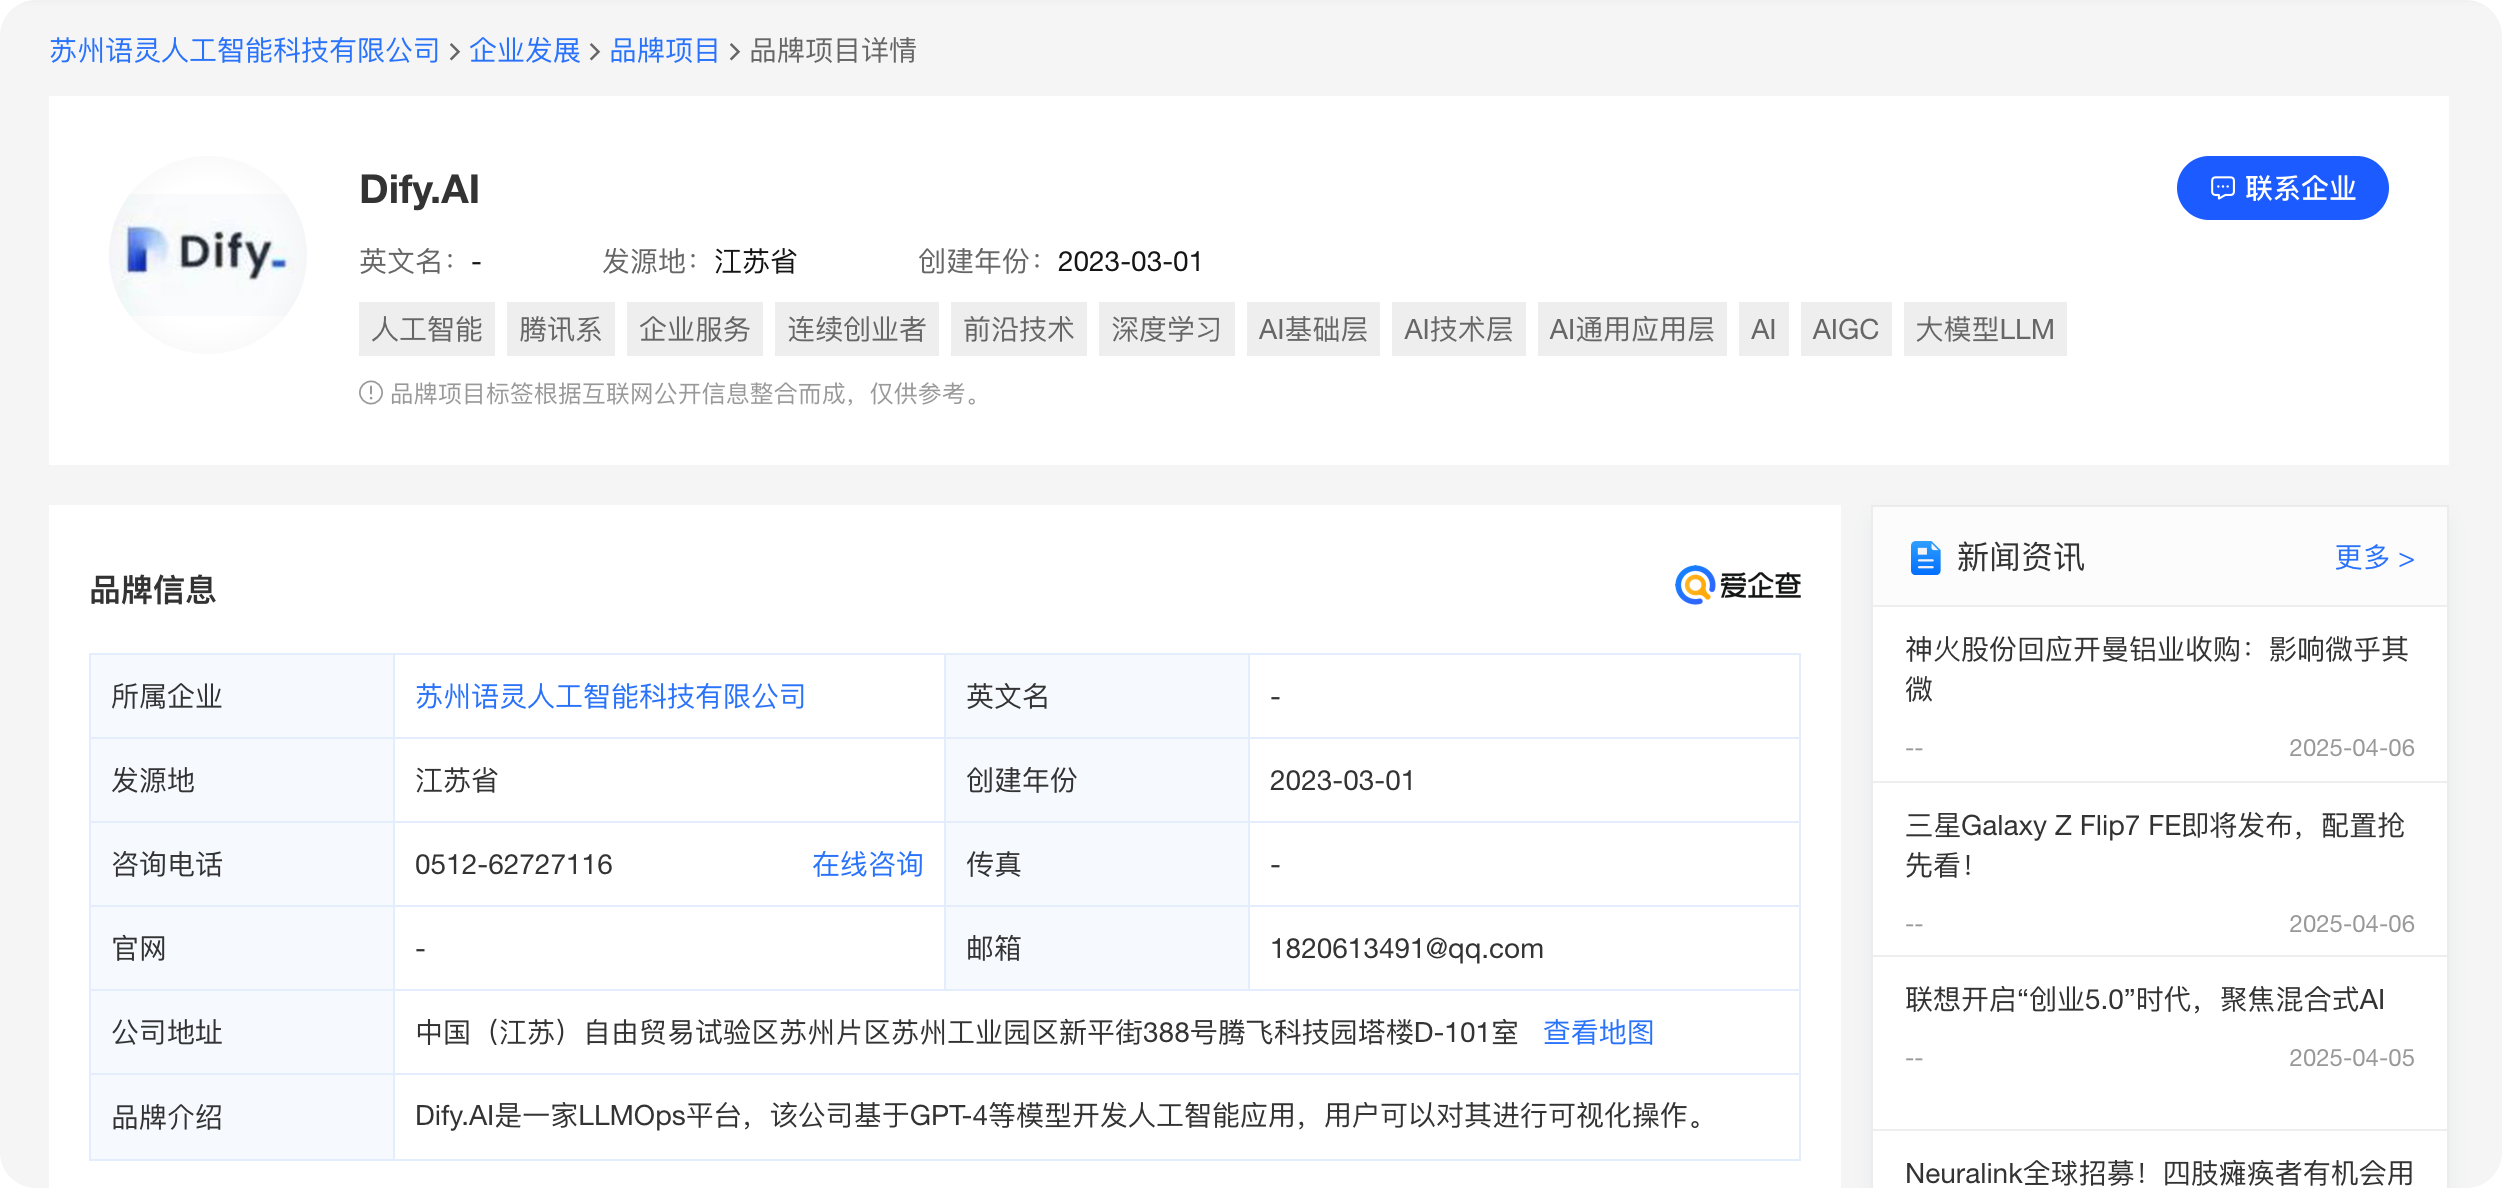 苏州语灵人工智能科技有限公司 > 企业发展 > 品牌项目 > 品牌项目详情
Dify_
Dify.AI
联系企业
英文名：- 发源地：江苏省 创建年份：2023-03-01
人工智能 腾讯系 企业服务 连续创业者 前沿技术 深度学习 AI基础层 AI技术层 AI通用应用层 AI AIGC 大模型LLM
品牌项目标签根据互联网公开信息整合而成，仅供参考。
品牌信息
爱企查
所属企业 苏州语灵人工智能科技有限公司 英文名 -
发源地 江苏省 创建年份 2023-03-01
咨询电话 0512-62727116 在线咨询 传真 -
官网 - 邮箱 1820613491@qq.com
公司地址 中国（江苏）自由贸易试验区苏州片区苏州工业园区新平街388号腾飞科技园塔楼D-101室 查看地图
品牌介绍 Dify.AI是一家LLMOps平台，该公司基于GPT-4等模型开发人工智能应用，用户可以对其进行可视化操作。
新闻资讯 更多 >
神火股份回应开曼铝业收购：影响微乎其
微
-- 2025-04-06
三星Galaxy Z Flip7 FE即将发布，配置抢
先看！
-- 2025-04-06
联想开启“创业5.0”时代，聚焦混合式AI
-- 2025-04-05
Neuralink全球招募！四肢瘫痪者有机会用